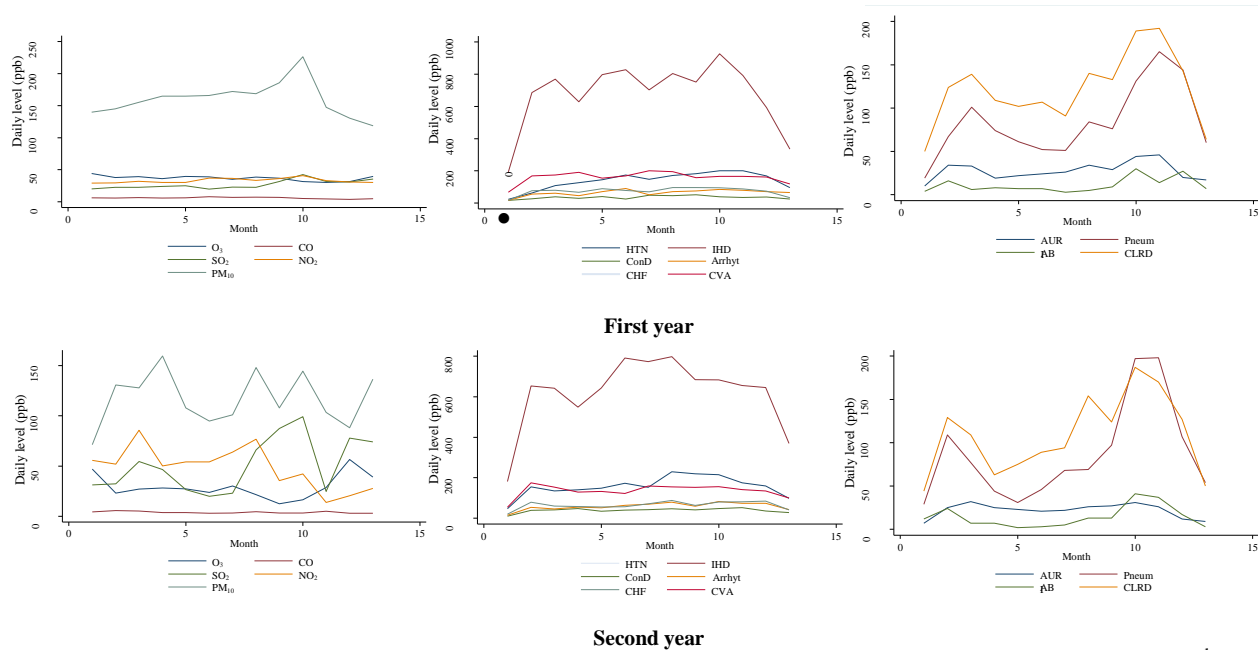 Daily level (ppb)
250
200
150
100
50
0
0
5
10
15
Month
O3
CO
SO2
NO2
PM10
Daily level (ppb)
1000
800
600
400
200
0
0
5
10
15
Month
HTN
IHD
ConD
Arrhyt
CHF
CVA
Daily level (ppb)
200
150
100
50
0
0
5
10
15
Month
AUR
Pneum
AB
CLRD
First year
Daily level (ppb)
150
100
50
0
0
5
10
15
Month
O3
CO
SO2
NO2
PM10
Daily level (ppb)
800
600
400
200
0
0
5
10
15
Month
HTN
IHD
ConD
Arrhyt
CHF
CVA
Daily level (ppb)
200
150
100
50
0
0
5
10
15
Month
AUR
Pneum
AB
CLRD
Second year